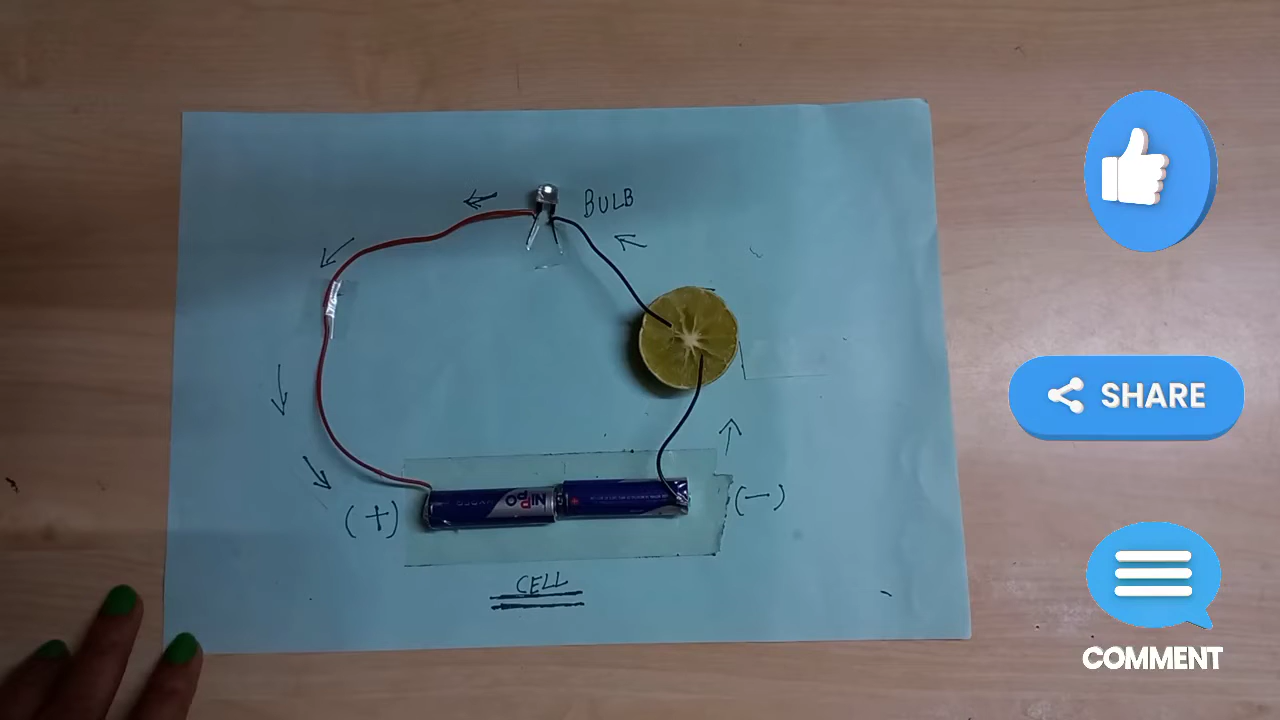 BULB
(+)
NIPPO
(-)
CELL
SHARE
COMMENT